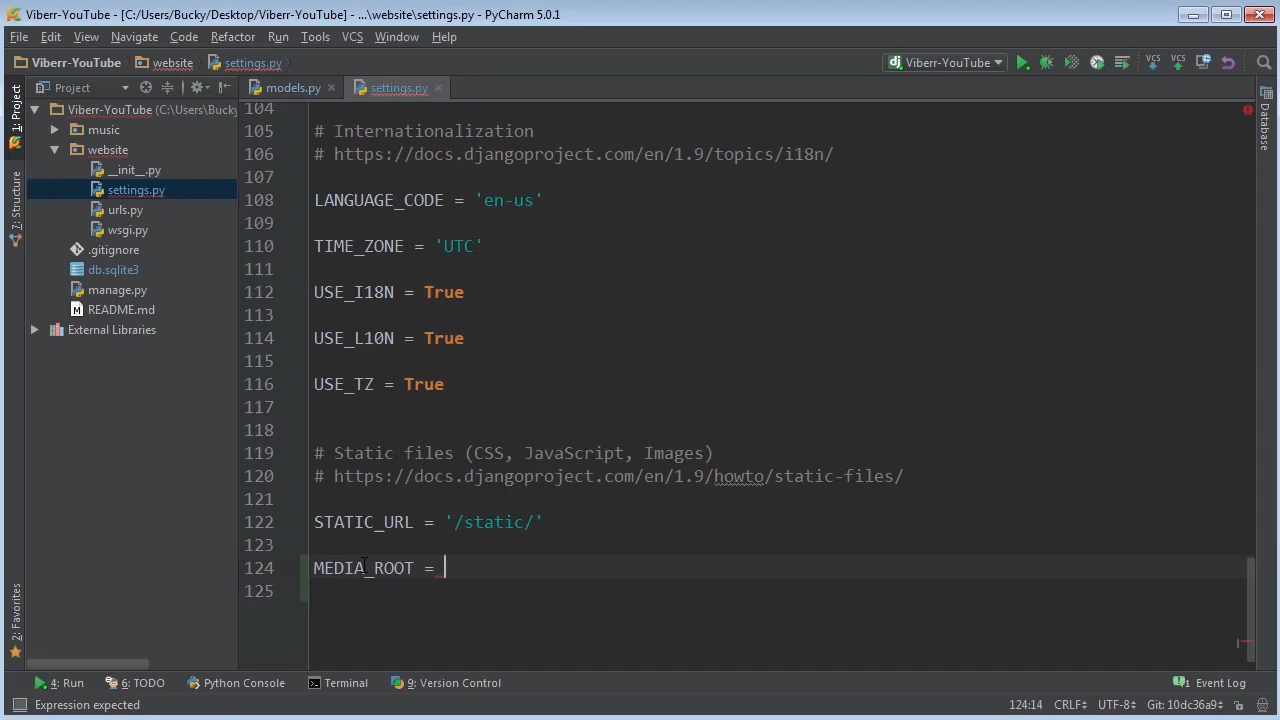 Viberr-YouTube - [C:/Users/Bucky/Desktop/Viberr-YouTube] - ...\website\settings.py - PyCharm 5.0.1
File Edit View Navigate Code Refactor Run Tools VCS Window Help
Viberr-YouTube website settings.py Viberr-YouTube VCS VCS
Project models.py settings.py
1: Project
7: Structure
2: Favorites
Database
Viberr-YouTube (C:\Users\Bucky
music
website
__init__.py
settings.py
urls.py
wsgi.py
.gitignore
db.sqlite3
manage.py
README.md
External Libraries
104
105 # Internationalization
106 # https://docs.djangoproject.com/en/1.9/topics/i18n/
107
108 LANGUAGE_CODE = 'en-us'
109
110 TIME_ZONE = 'UTC'
111
112 USE_I18N = True
113
114 USE_L10N = True
115
116 USE_TZ = True
117
118
119 # Static files (CSS, JavaScript, Images)
120 # https://docs.djangoproject.com/en/1.9/howto/static-files/
121
122 STATIC_URL = '/static/'
123
124 MEDIA_ROOT =
125
4: Run 6: TODO Python Console Terminal 9: Version Control 1 Event Log
Expression expected 124:14 CRLF UTF-8 Git: 10dc36a9